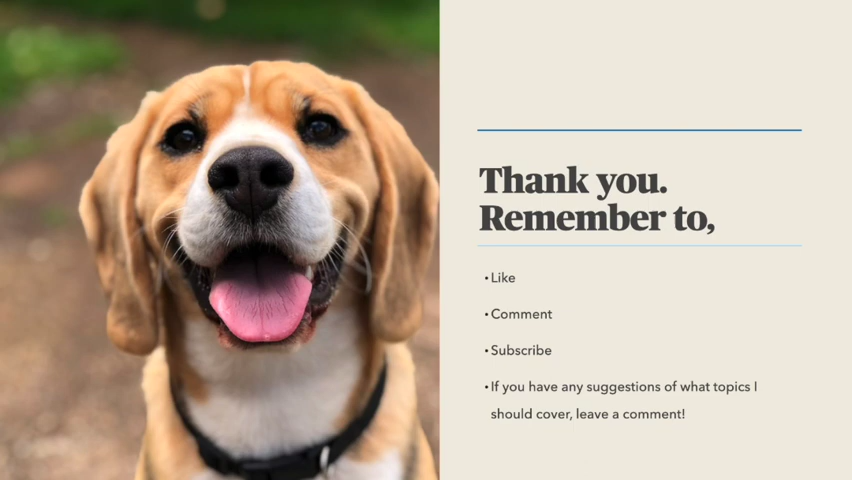 Thank you.
Remember to,
• Like
• Comment
• Subscribe
• If you have any suggestions of what topics I
should cover, leave a comment!